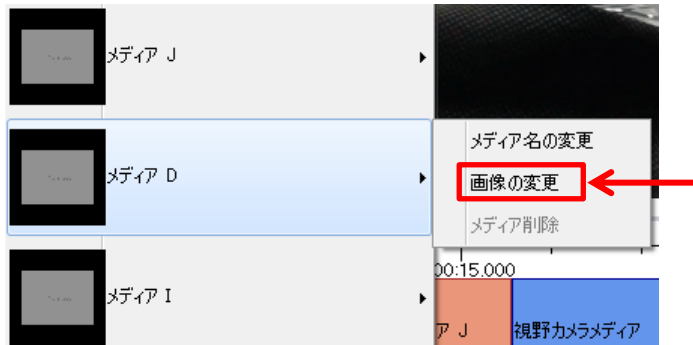 メディア J
メディア名の変更
メディア D
画像の変更
メディア削除
00:15.000
メディア I
ア J
視野カメラメディア